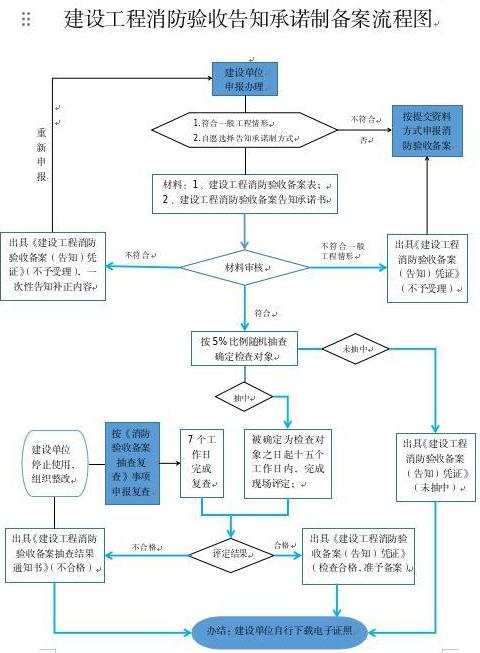 建设工程消防验收告知承诺制备案流程图
建设单位
申报办理
1.符合一般工程情形
2.自愿选择告知承诺制方式
不符合
否
按提交资料
方式申报消
防验收备案
重
新
申
报
材料：1、建设工程消防验收备案表；
2、建设工程消防验收备案告知承诺书
出具《建设工程消防
验收备案（告知）凭
证》（不予受理），一
次性告知补正内容
不符合
材料审核
不符合一般
工程情形
出具《建设工程
消防验收备案
（告知）凭证》
（不予受理）
符合
按5%比例随机抽查
确定检查对象
未抽中
抽中
建设单位
停止使用、
组织整改
按《消防
验收备案
抽查复
查》事项
申报复查
7个工
作日
完成
复查
被确定为检查对
象之日起十五个
工作日内，完成
现场评定；
出具《建设工程
消防验收备案
（告知）凭证》
（未抽中）
出具《建设工程消防
验收备案抽查结果
通知书》（不合格）
不合格
评定结果
合格
出具《建设工程消防验
收备案（告知）凭证》
（检查合格，准予备案）
办结；建设单位自行下载电子证照